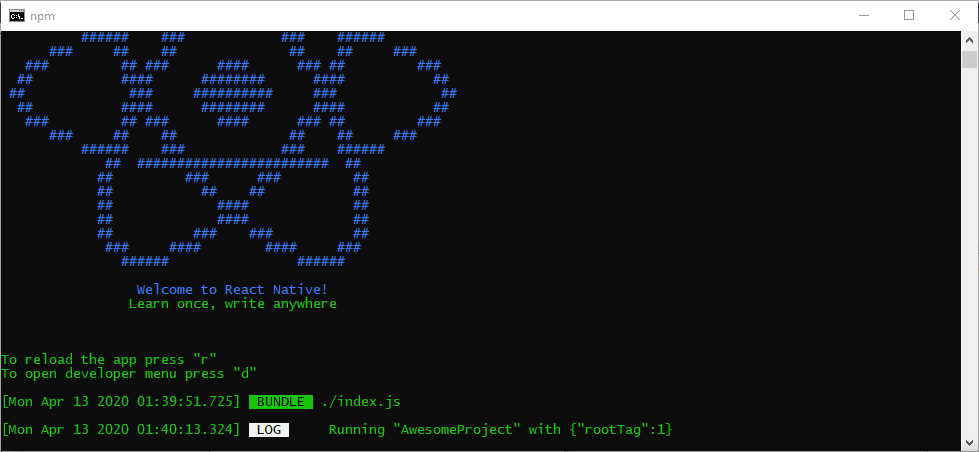 npm
Welcome to React Native!
Learn once, write anywhere
To reload the app press "r"
To open developer menu press "d"
[Mon Apr 13 2020 01:39:51.725] BUNDLE ./index.js
[Mon Apr 13 2020 01:40:13.324] LOG Running "AwesomeProject" with {"rootTag":1}